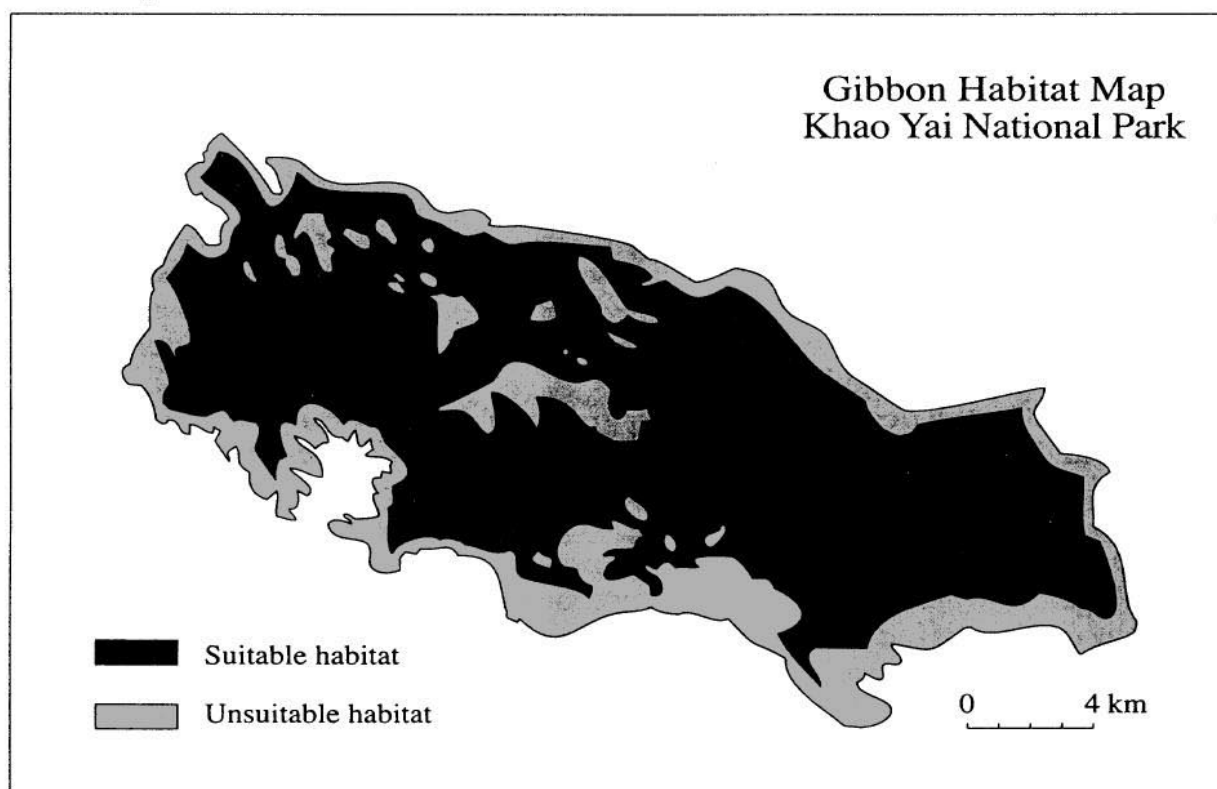 Gibbon Habitat Map
Khao Yai National Park
Suitable habitat
Unsuitable habitat
0 4 km